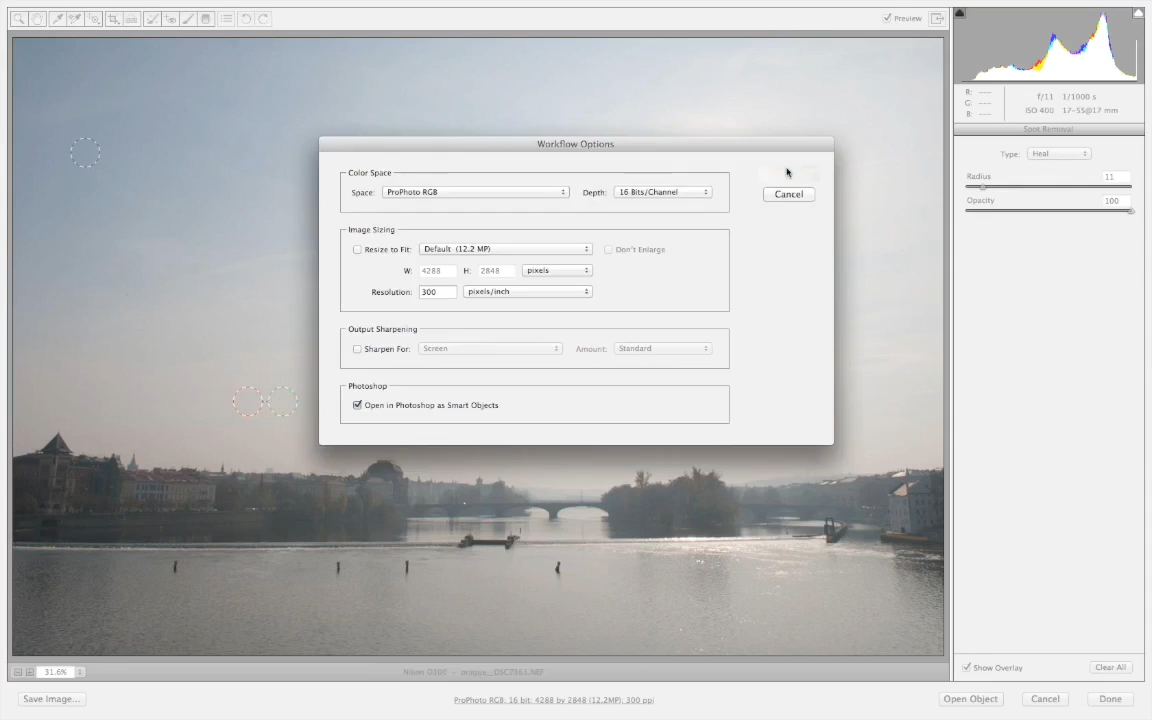 Preview
Workflow Options
Color Space
Space: ProPhoto RGB Depth: 16 Bits/Channel
Cancel
Image Sizing
Resize to Fit: Default (12.2 MP) Don't Enlarge
W: 4288 H: 2848 pixels
Resolution: 300 pixels/inch
Output Sharpening
Sharpen For: Screen Amount: Standard
Photoshop
Open in Photoshop as Smart Objects
R: ---
G: ---
B: ---
f/11 1/1000 s
ISO 400 17-55@17 mm
Spot Removal
Type: Heal
Radius 11
Opacity 100
Show Overlay Clear All
31.6%
Save Image...
ProPhoto RGB; 16 bit; 4288 by 2848 (12.2MP); 300 ppi
Open Object Cancel Done